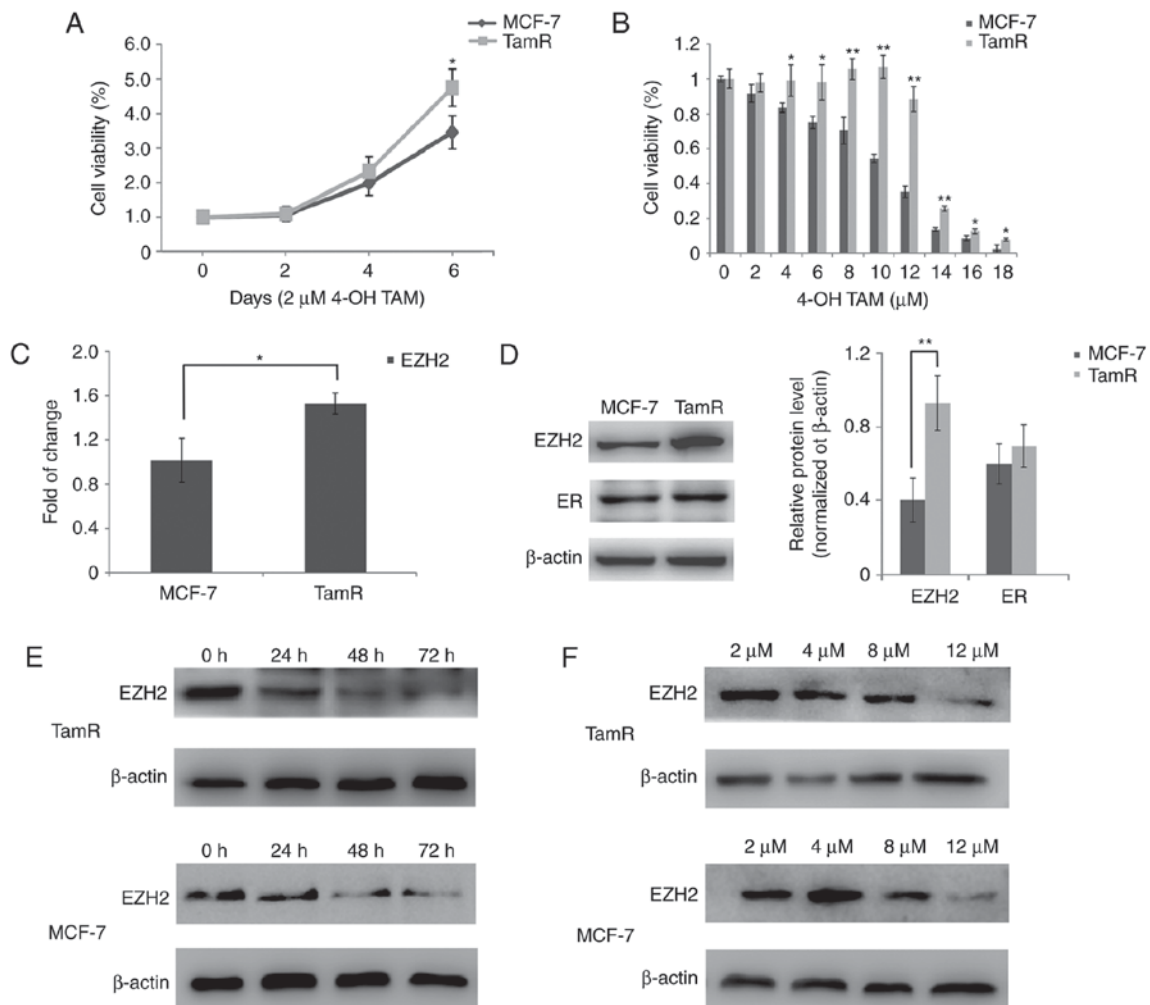 A
MCF-7
TamR
Cell viability (%)
6.0
5.0
4.0
3.0
2.0
1.0
0
*
0 2 4 6
Days (2 μM 4-OH TAM)
B
MCF-7
TamR
Cell viability (%)
1.2
1
0.8
0.6
0.4
0.2
0
* * ** ** ** ** * *
0 2 4 6 8 10 12 14 16 18
4-OH TAM (μM)
C
EZH2
Fold of change
2.0
1.6
1.2
0.8
0.4
0
*
MCF-7 TamR
D
MCF-7 TamR
EZH2
ER
β-actin
MCF-7
TamR
Relative protein level
(normalized ot β-actin)
1.2
0.8
0.4
0
**
EZH2 ER
E
0 h 24 h 48 h 72 h
EZH2
TamR
β-actin
0 h 24 h 48 h 72 h
EZH2
MCF-7
β-actin
F
2 μM 4 μM 8 μM 12 μM
EZH2
TamR
β-actin
2 μM 4 μM 8 μM 12 μM
EZH2
MCF-7
β-actin